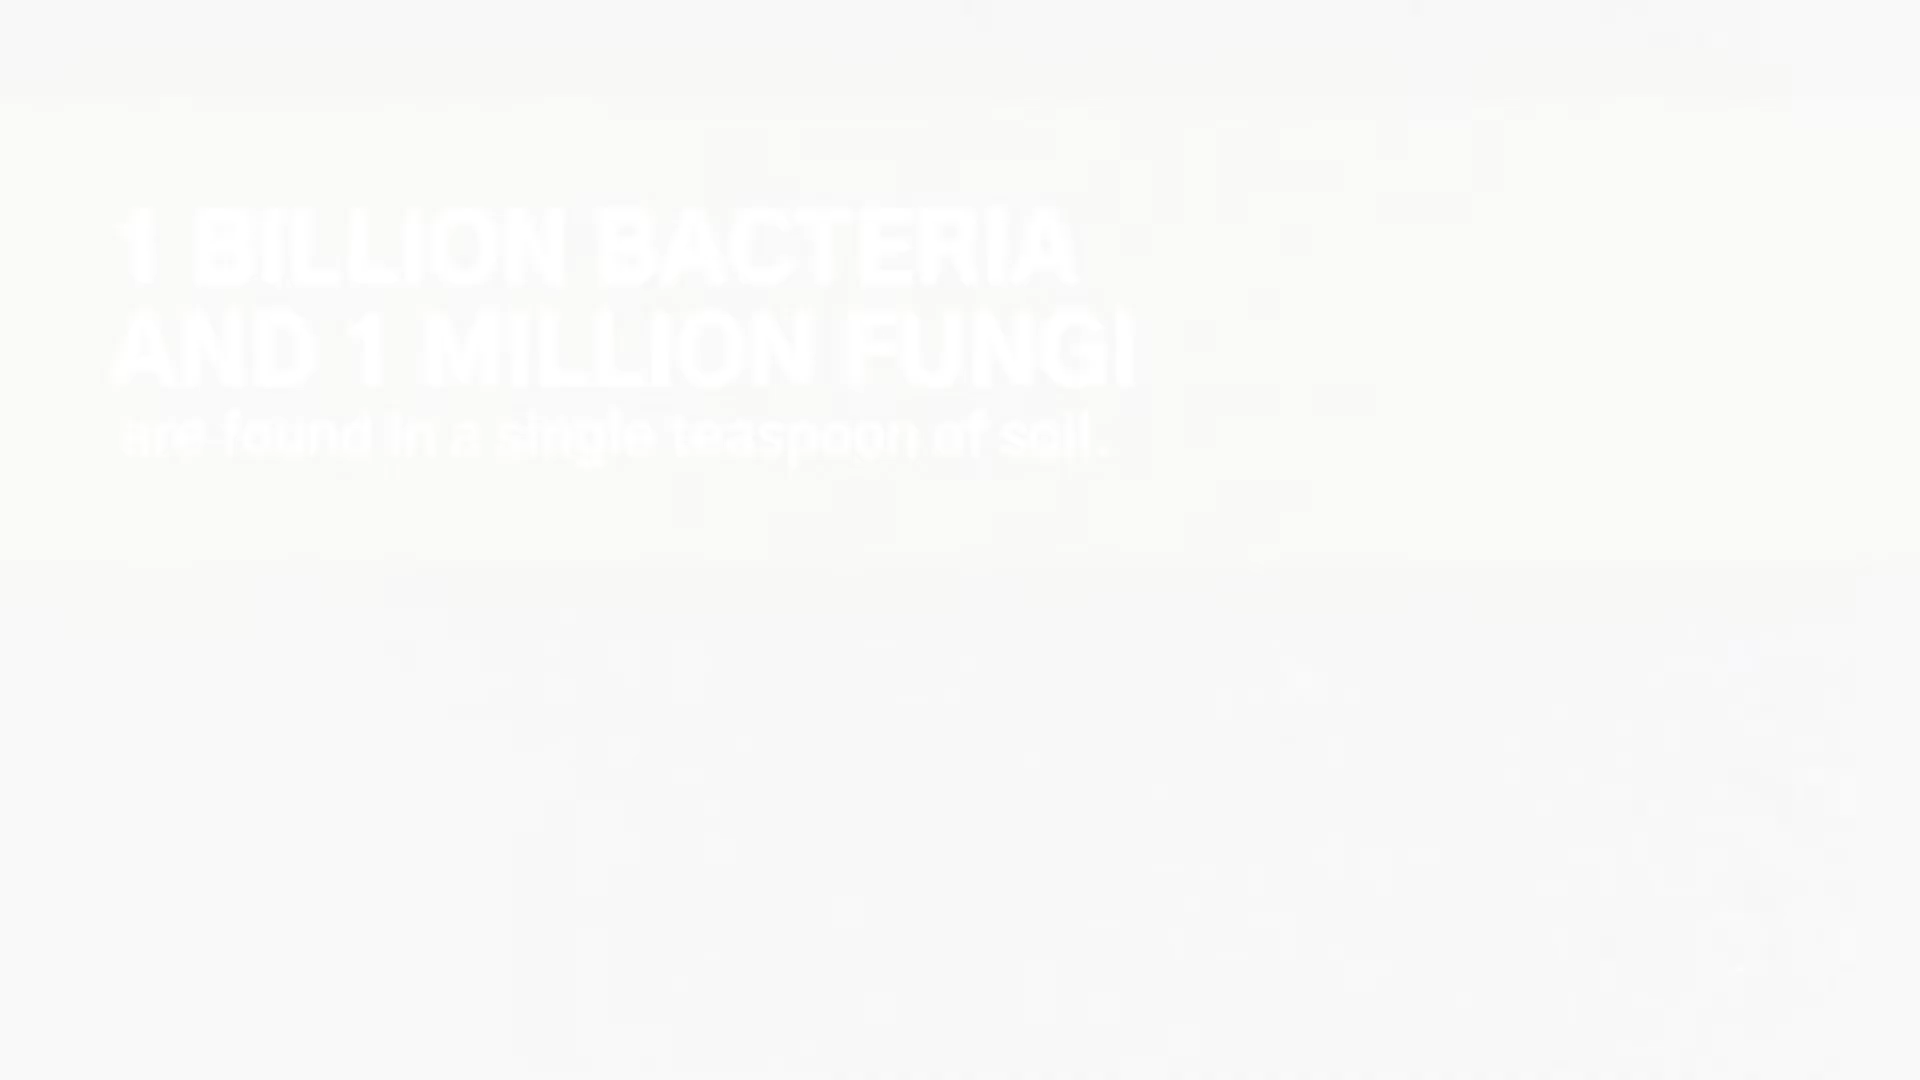 1 BILLION BACTERIA
AND 1 MILLION FUNGI
are found in a single teaspoon of soil.